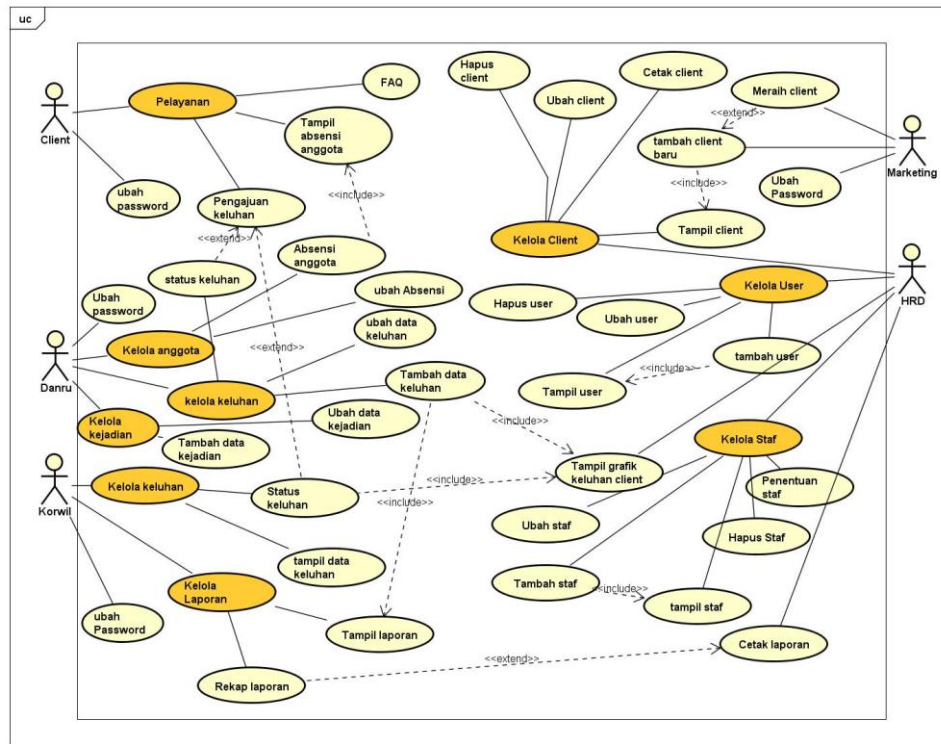 uc
Hapus
client
Cetak client
FAQ
Ubah client
Meraih client
Pelayanan
Client
Tampil
absensi
anggota
<<extend>>
tambah client
baru
Marketing
ubah
password
Pengajuan
keluhan
<<include>>
<<include>>
Ubah
Password
<<extend>>
Kelola Client
Tampil client
Absensi
anggota
status keluhan
Kelola User
HRD
Ubah
password
ubah Absensi
Hapus user
Ubah user
ubah data
keluhan
Kelola anggota
<<extend>>
tambah user
Danru
kelola keluhan
Tambah data
keluhan
Tampil user
<<include>>
Kelola
kejadian
Ubah data
kejadian
<<include>>
Kelola Staf
Tambah data
kejadian
Tampil grafik
keluhan client
Kelola keluhan
Status
keluhan
<<include>>
Penentuan
staf
Korwil
<<include>>
Ubah staf
Hapus Staf
tampil data
keluhan
Tambah staf
<<include>>
Kelola
Laporan
tampil staf
ubah
Password
Tampil laporan
Cetak laporan
<<extend>>
Rekap laporan